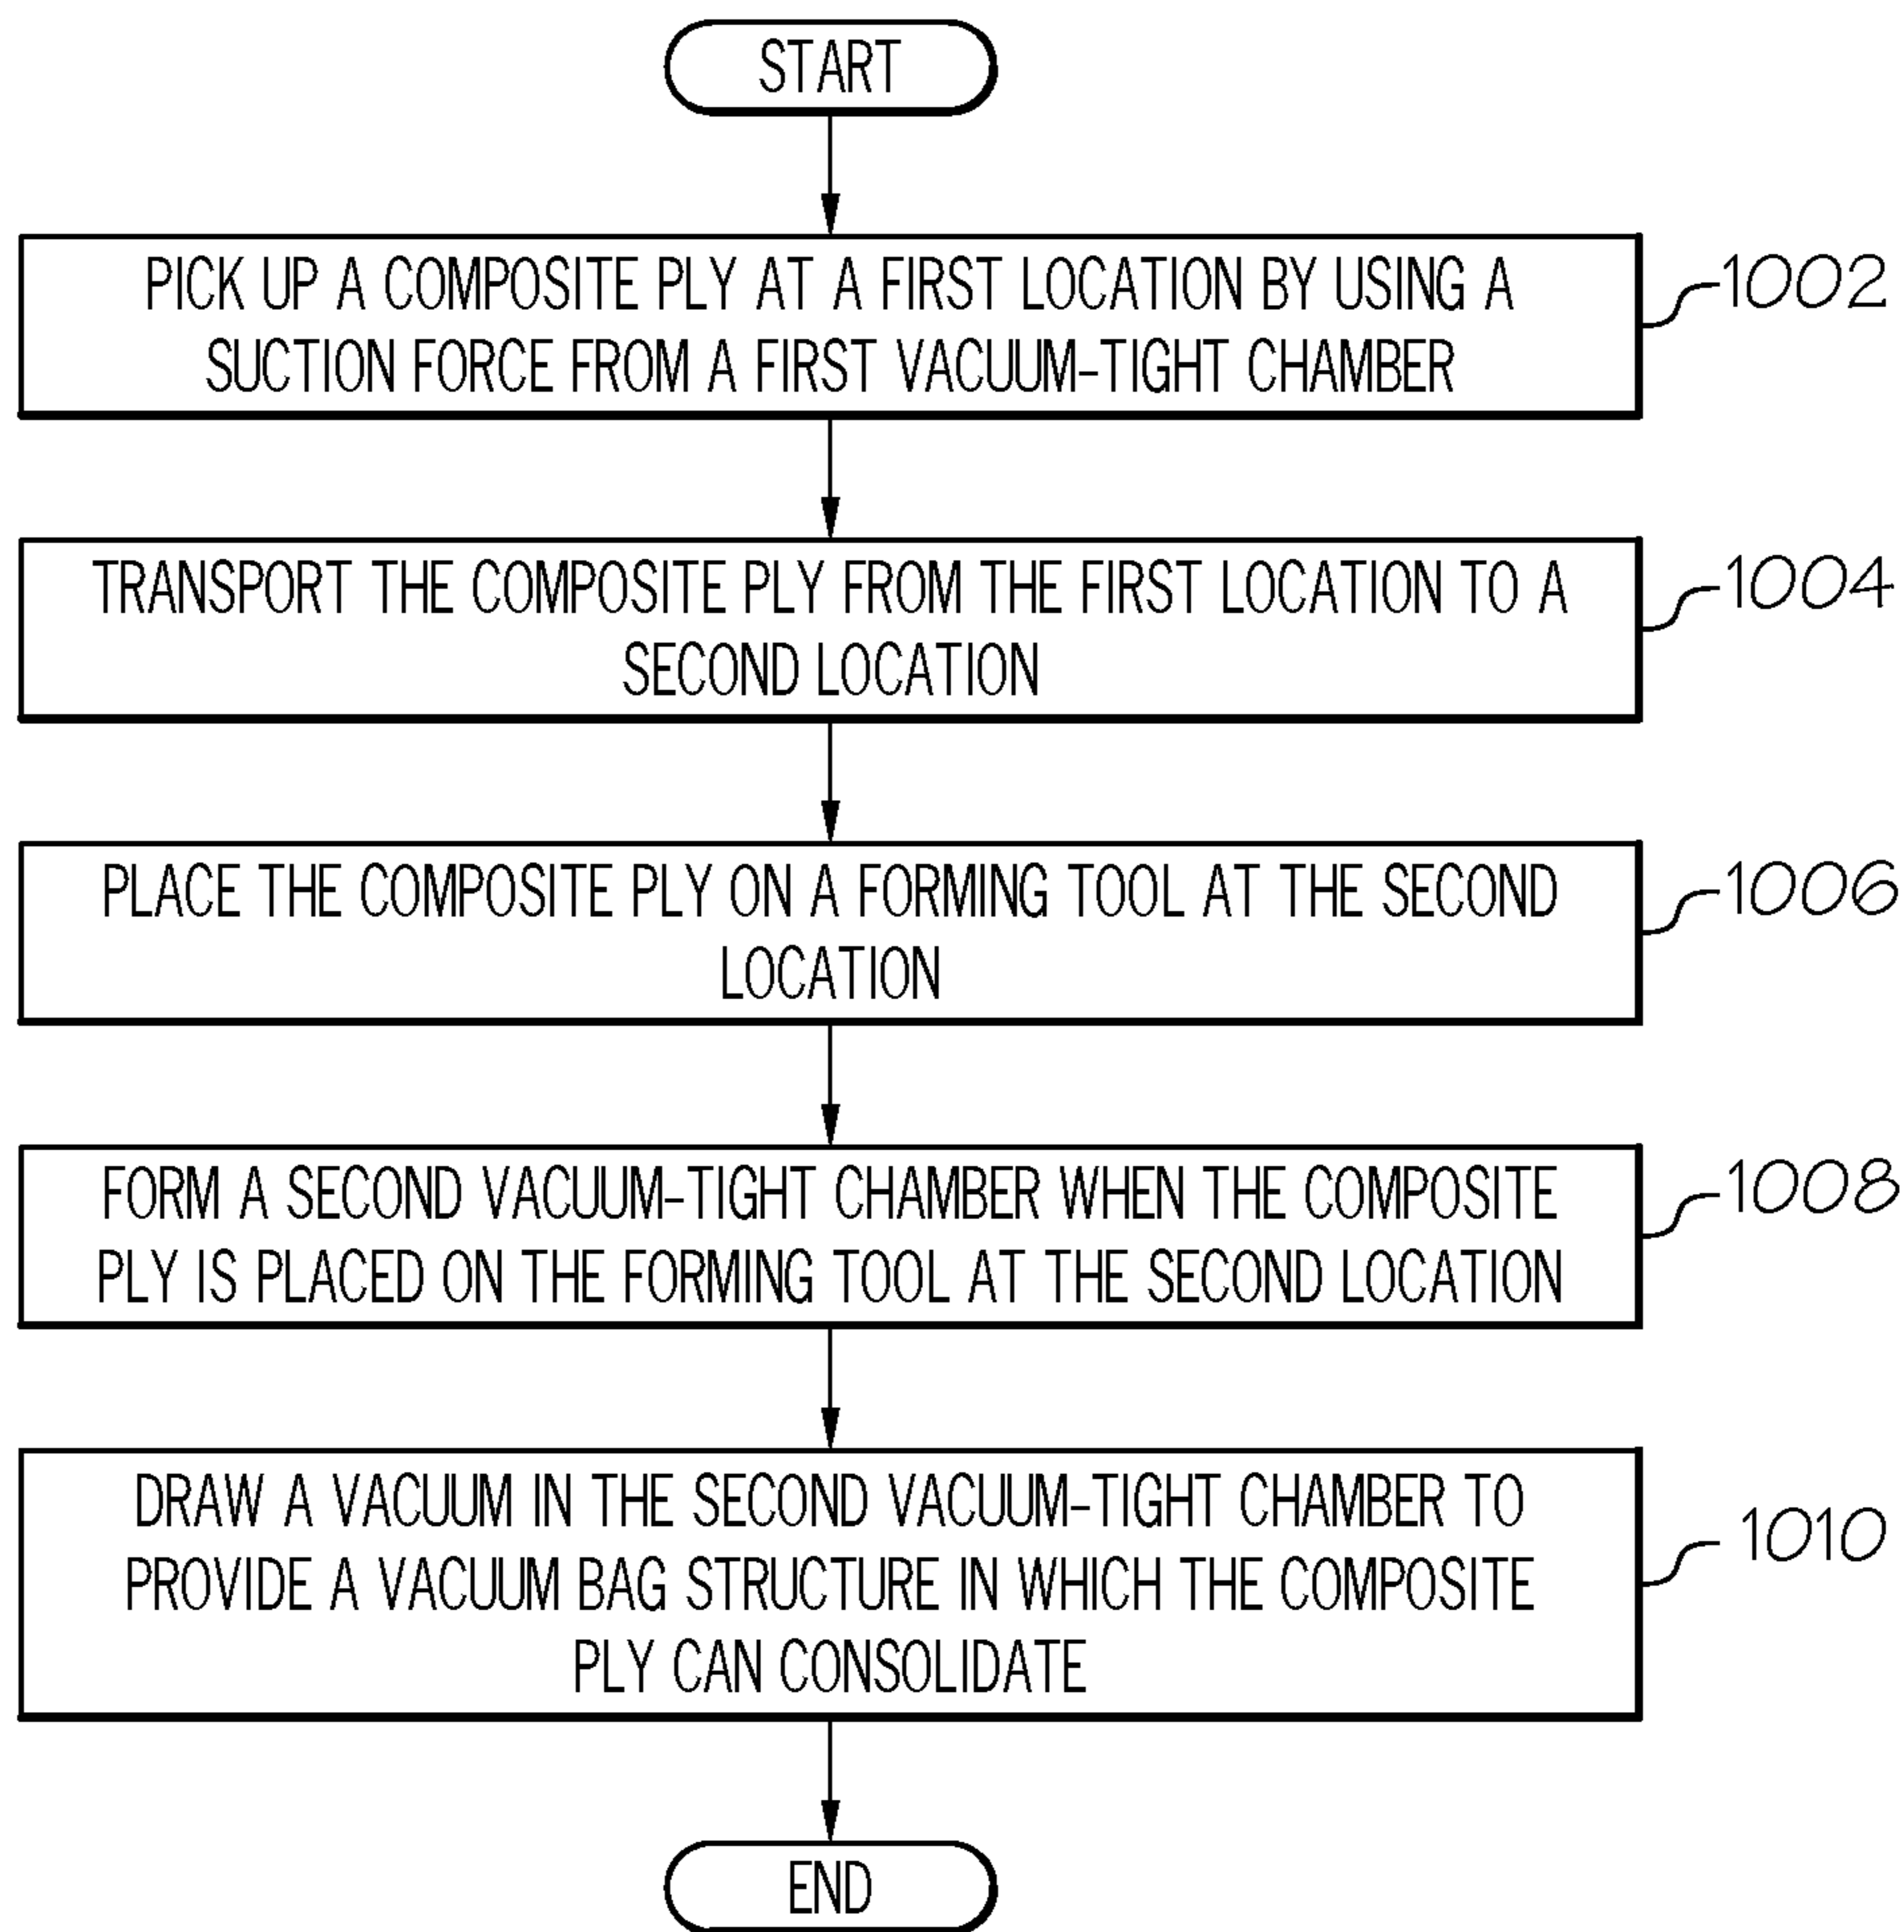 START
PICK UP A COMPOSITE PLY AT A FIRST LOCATION BY USING A
SUCTION FORCE FROM A FIRST VACUUM-TIGHT CHAMBER
1002
TRANSPORT THE COMPOSITE PLY FROM THE FIRST LOCATION TO A
SECOND LOCATION
1004
PLACE THE COMPOSITE PLY ON A FORMING TOOL AT THE SECOND
LOCATION
1006
FORM A SECOND VACUUM-TIGHT CHAMBER WHEN THE COMPOSITE
PLY IS PLACED ON THE FORMING TOOL AT THE SECOND LOCATION
1008
DRAW A VACUUM IN THE SECOND VACUUM-TIGHT CHAMBER TO
PROVIDE A VACUUM BAG STRUCTURE IN WHICH THE COMPOSITE
PLY CAN CONSOLIDATE
1010
END